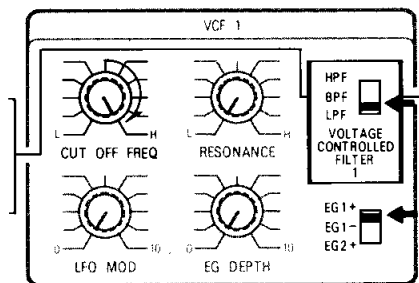 VCF 1
HPF
BPF
LPF
L H
CUT OFF FREQ
RESONANCE
VOLTAGE
CONTROLLED
FILTER
1
EG1+
EG1-
EG2+
0 10
LFO MOD
0 10
EG DEPTH